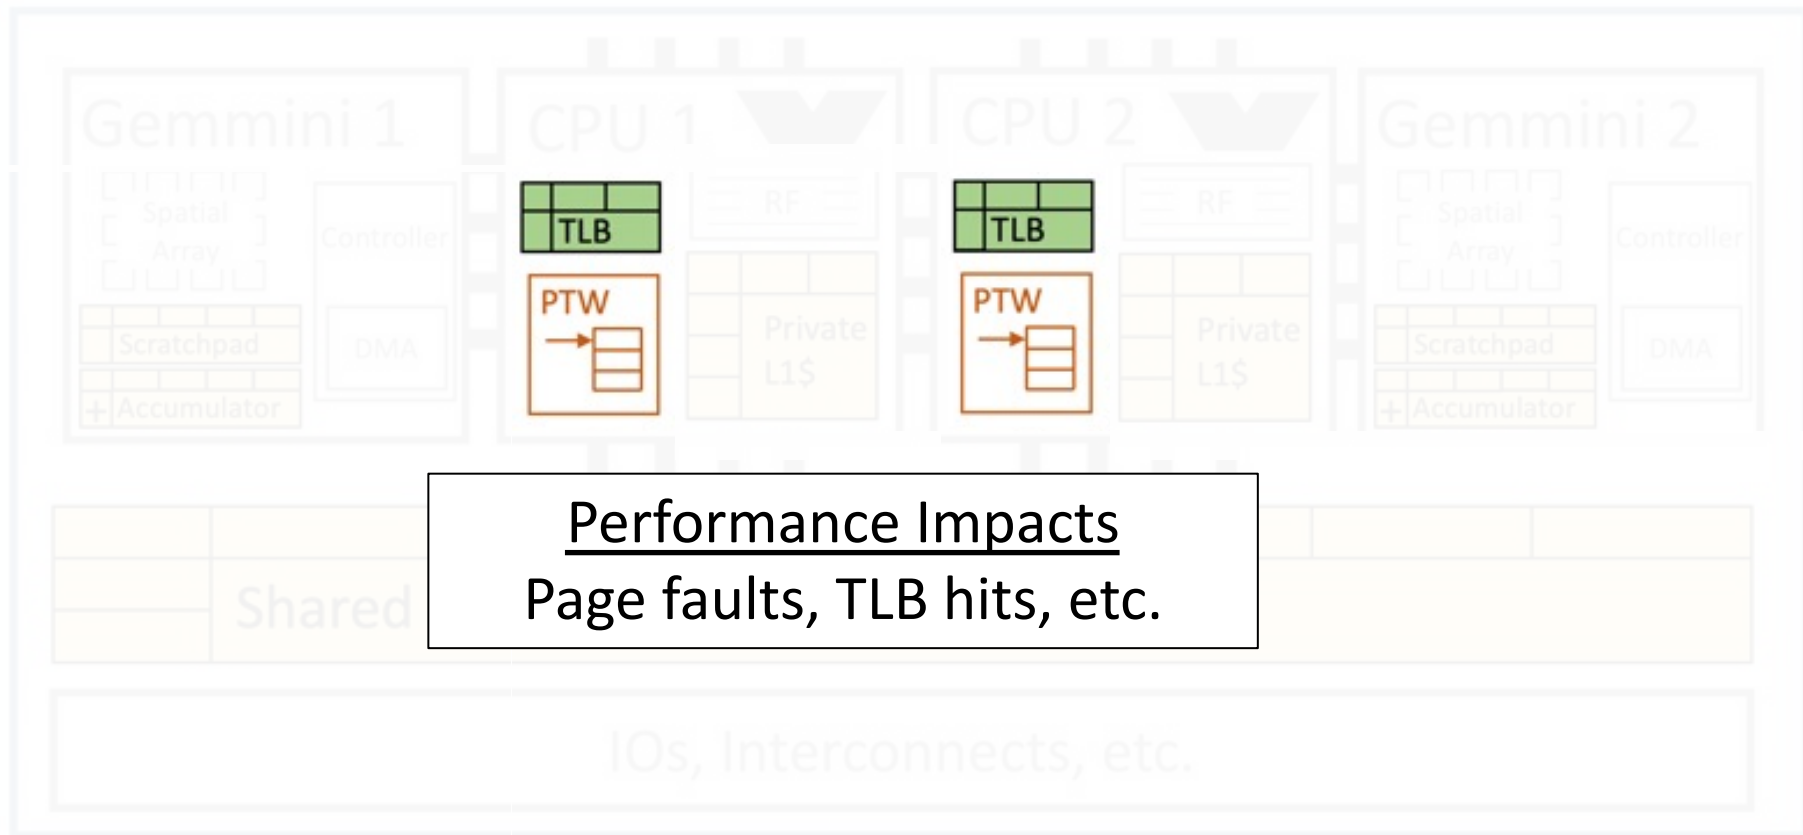 Gemmini 1
CPU 1
CPU 2
Gemmini 2
Spatial
Array
Controller
Scratchpad
DMA
+ Accumulator
TLB
RF
PTW
Private
L1$
TLB
RF
PTW
Private
L1$
Spatial
Array
Controller
Scratchpad
DMA
+ Accumulator
Shared
Performance Impacts
Page faults, TLB hits, etc.
IOs, Interconnects, etc.